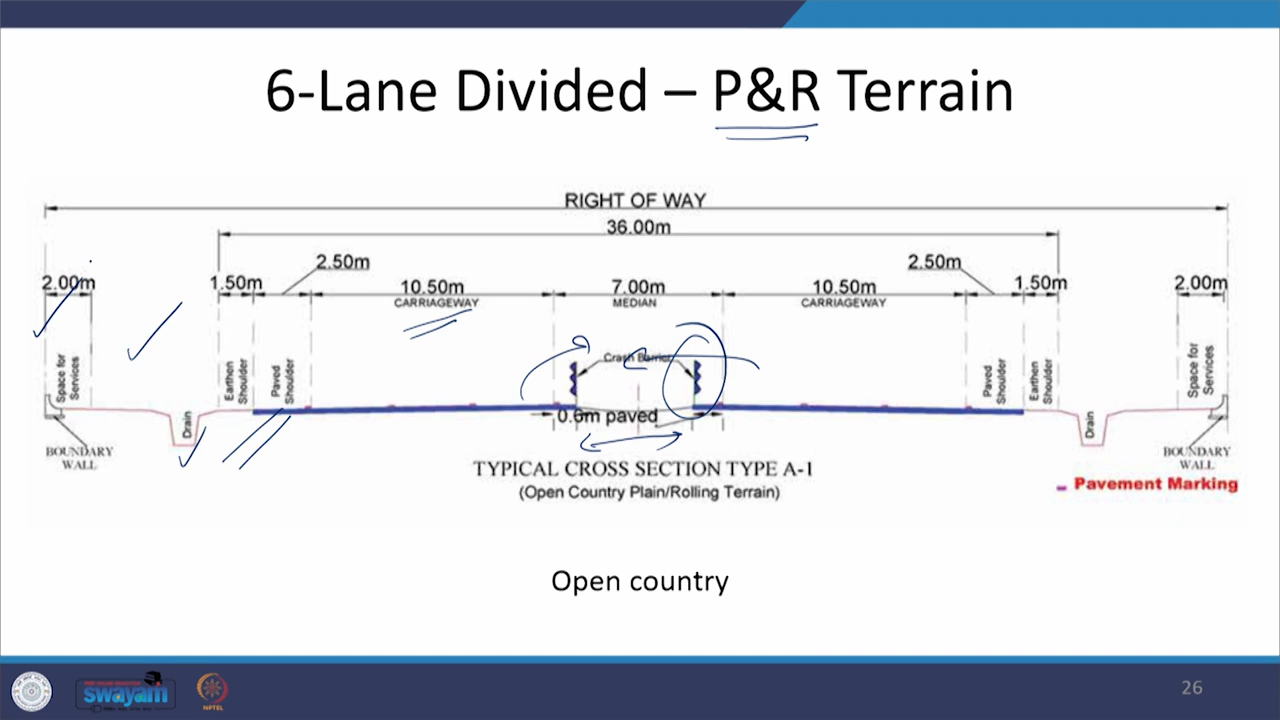 6-Lane Divided – P&R Terrain
RIGHT OF WAY
36.00m
2.50m
2.50m
2.00m
1.50m
10.50m
7.00m
10.50m
1.50m
2.00m
CARRIAGEWAY
MEDIAN
CARRIAGEWAY
Space for
Services
Earthen
Shoulder
Paved
Shoulder
Crash Barrier
Paved
Shoulder
Earthen
Shoulder
Space for
Services
Drain
0.6m paved
Drain
BOUNDARY
WALL
BOUNDARY
WALL
TYPICAL CROSS SECTION TYPE A-1
(Open Country Plain/Rolling Terrain)
Pavement Marking
Open country
swayam
NPTEL
26